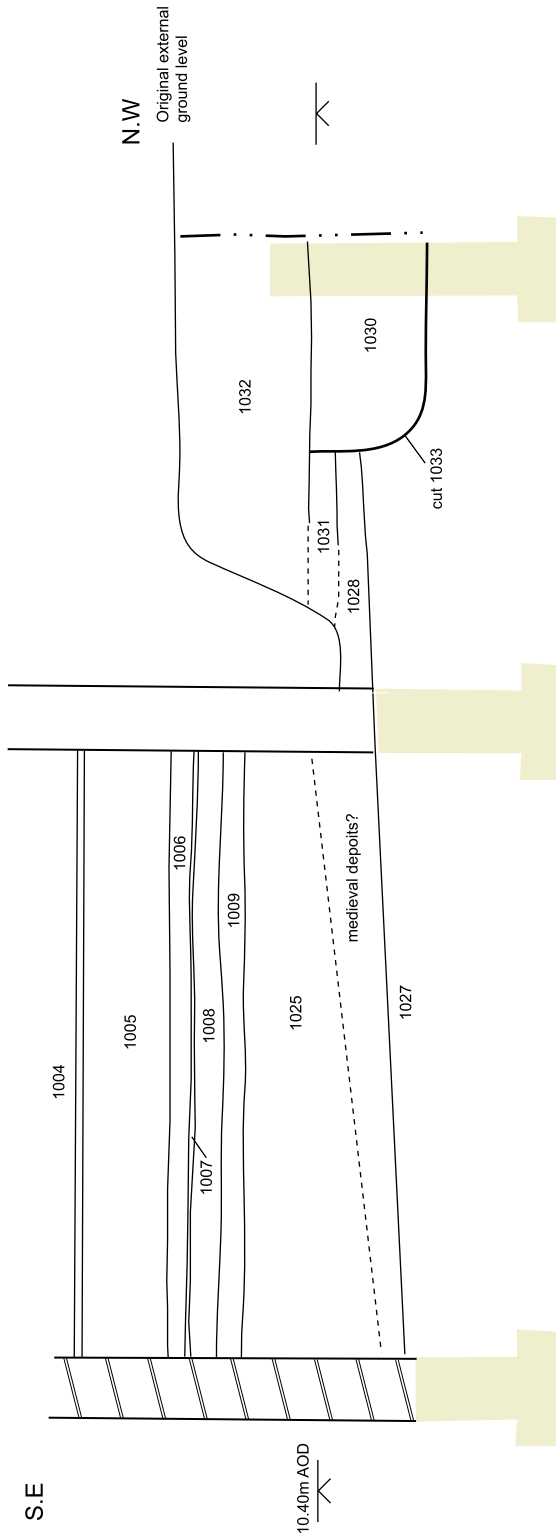 S.E
N.W
Original external
ground level
10.40m AOD
1004
1005
1006
1007
1008
1009
1025
medieval depoits?
1027
1028
1031
1032
1030
cut 1033